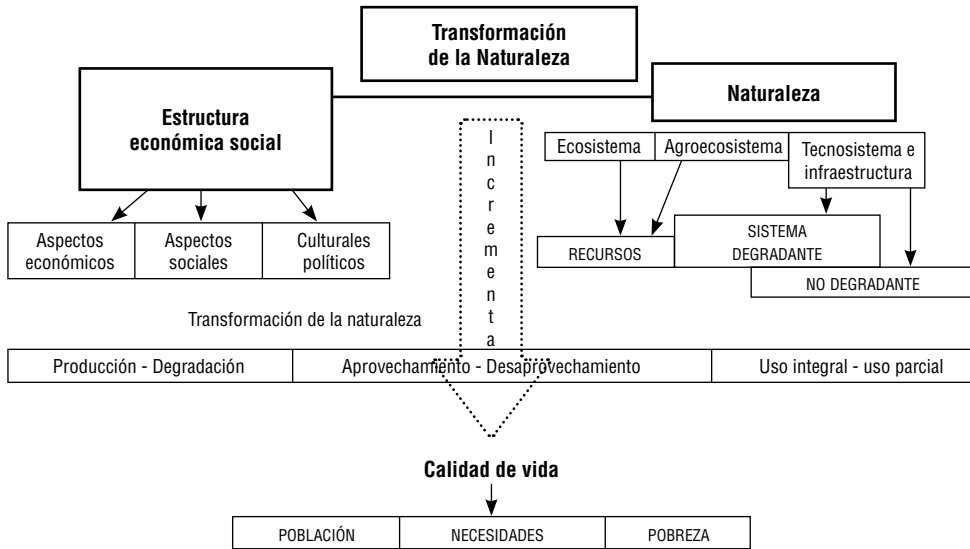 Transformación
de la Naturaleza
Estructura
económica social
Naturaleza
Incrementa
Ecosistema
Agroecosistema
Tecnosistema e
infraestructura
Aspectos
económicos
Aspectos
sociales
Culturales
políticos
RECURSOS
SISTEMA
DEGRADANTE
NO DEGRADANTE
Transformación de la naturaleza
Producción - Degradación
Aprovechamiento - Desaprovechamiento
Uso integral - uso parcial
Calidad de vida
POBLACIÓN
NECESIDADES
POBREZA